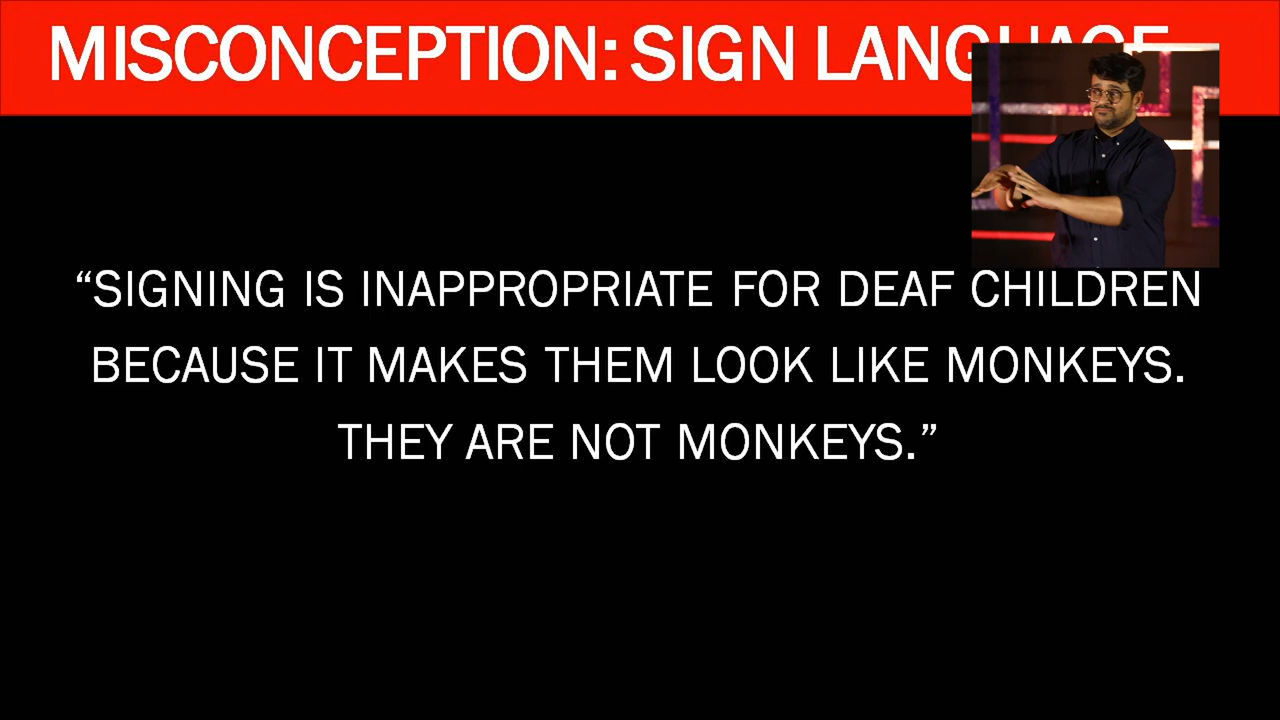 MISCONCEPTION: SIGN LANGUAGE
“SIGNING IS INAPPROPRIATE FOR DEAF CHILDREN
BECAUSE IT MAKES THEM LOOK LIKE MONKEYS.
THEY ARE NOT MONKEYS.”